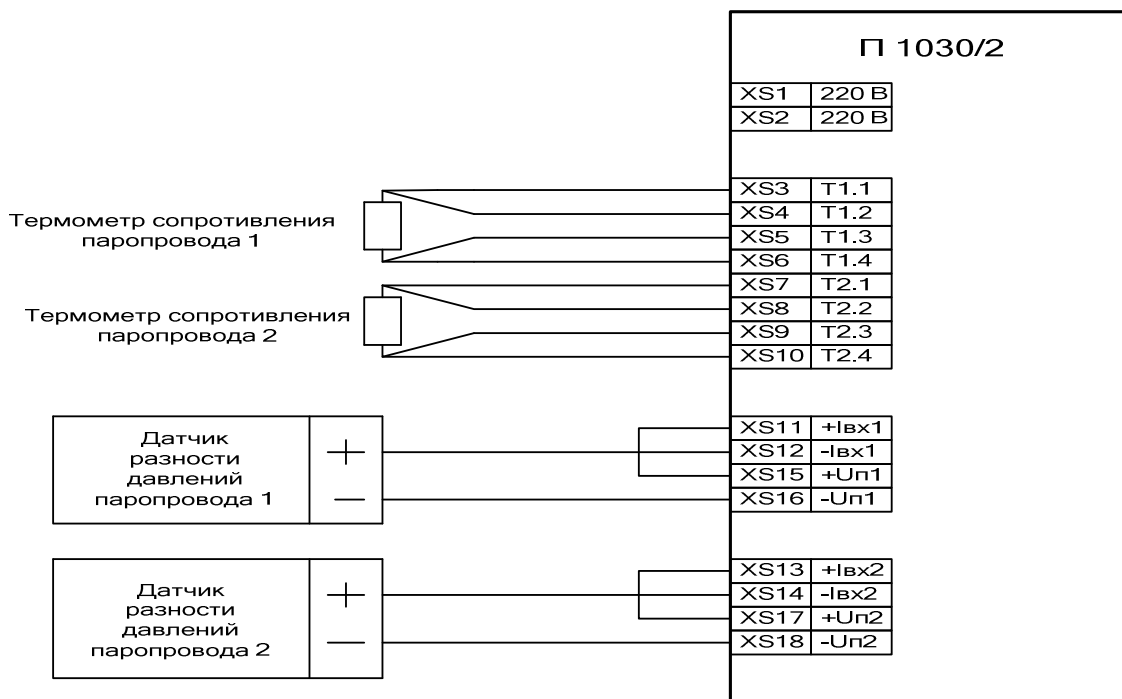 П 1030/2
XS1 220 В
XS2 220 В
Термометр сопротивления
паропровода 1
XS3 Т1.1
XS4 Т1.2
XS5 Т1.3
XS6 Т1.4
Термометр сопротивления
паропровода 2
XS7 Т2.1
XS8 Т2.2
XS9 Т2.3
XS10 Т2.4
Датчик
разности
давлений
паропровода 1
+
—
XS11 +Iвх1
XS12 -Iвх1
XS15 +Uп1
XS16 -Uп1
Датчик
разности
давлений
паропровода 2
+
—
XS13 +Iвх2
XS14 -Iвх2
XS17 +Uп2
XS18 -Uп2